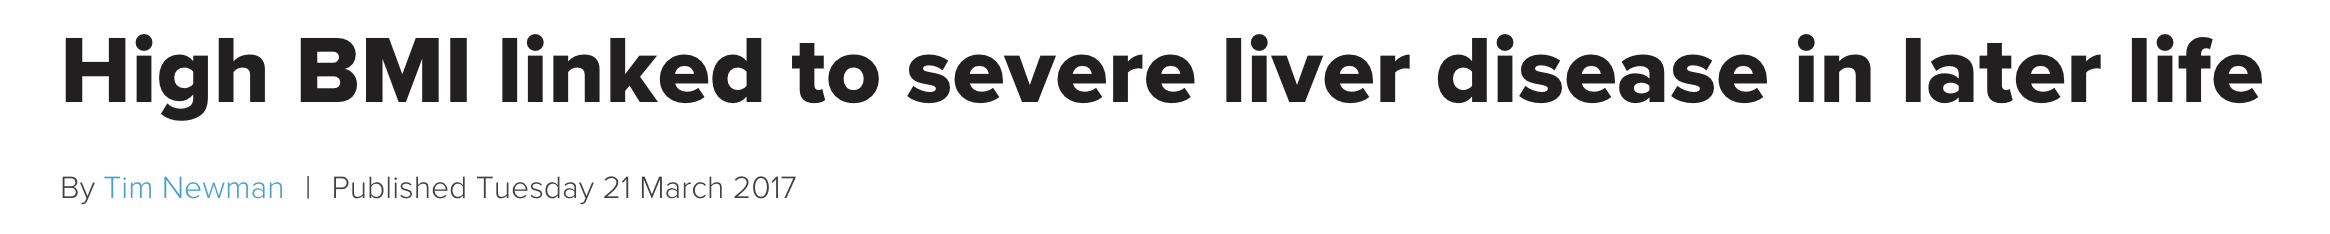 High BMI linked to severe liver disease in later life
By Tim Newman | Published Tuesday 21 March 2017